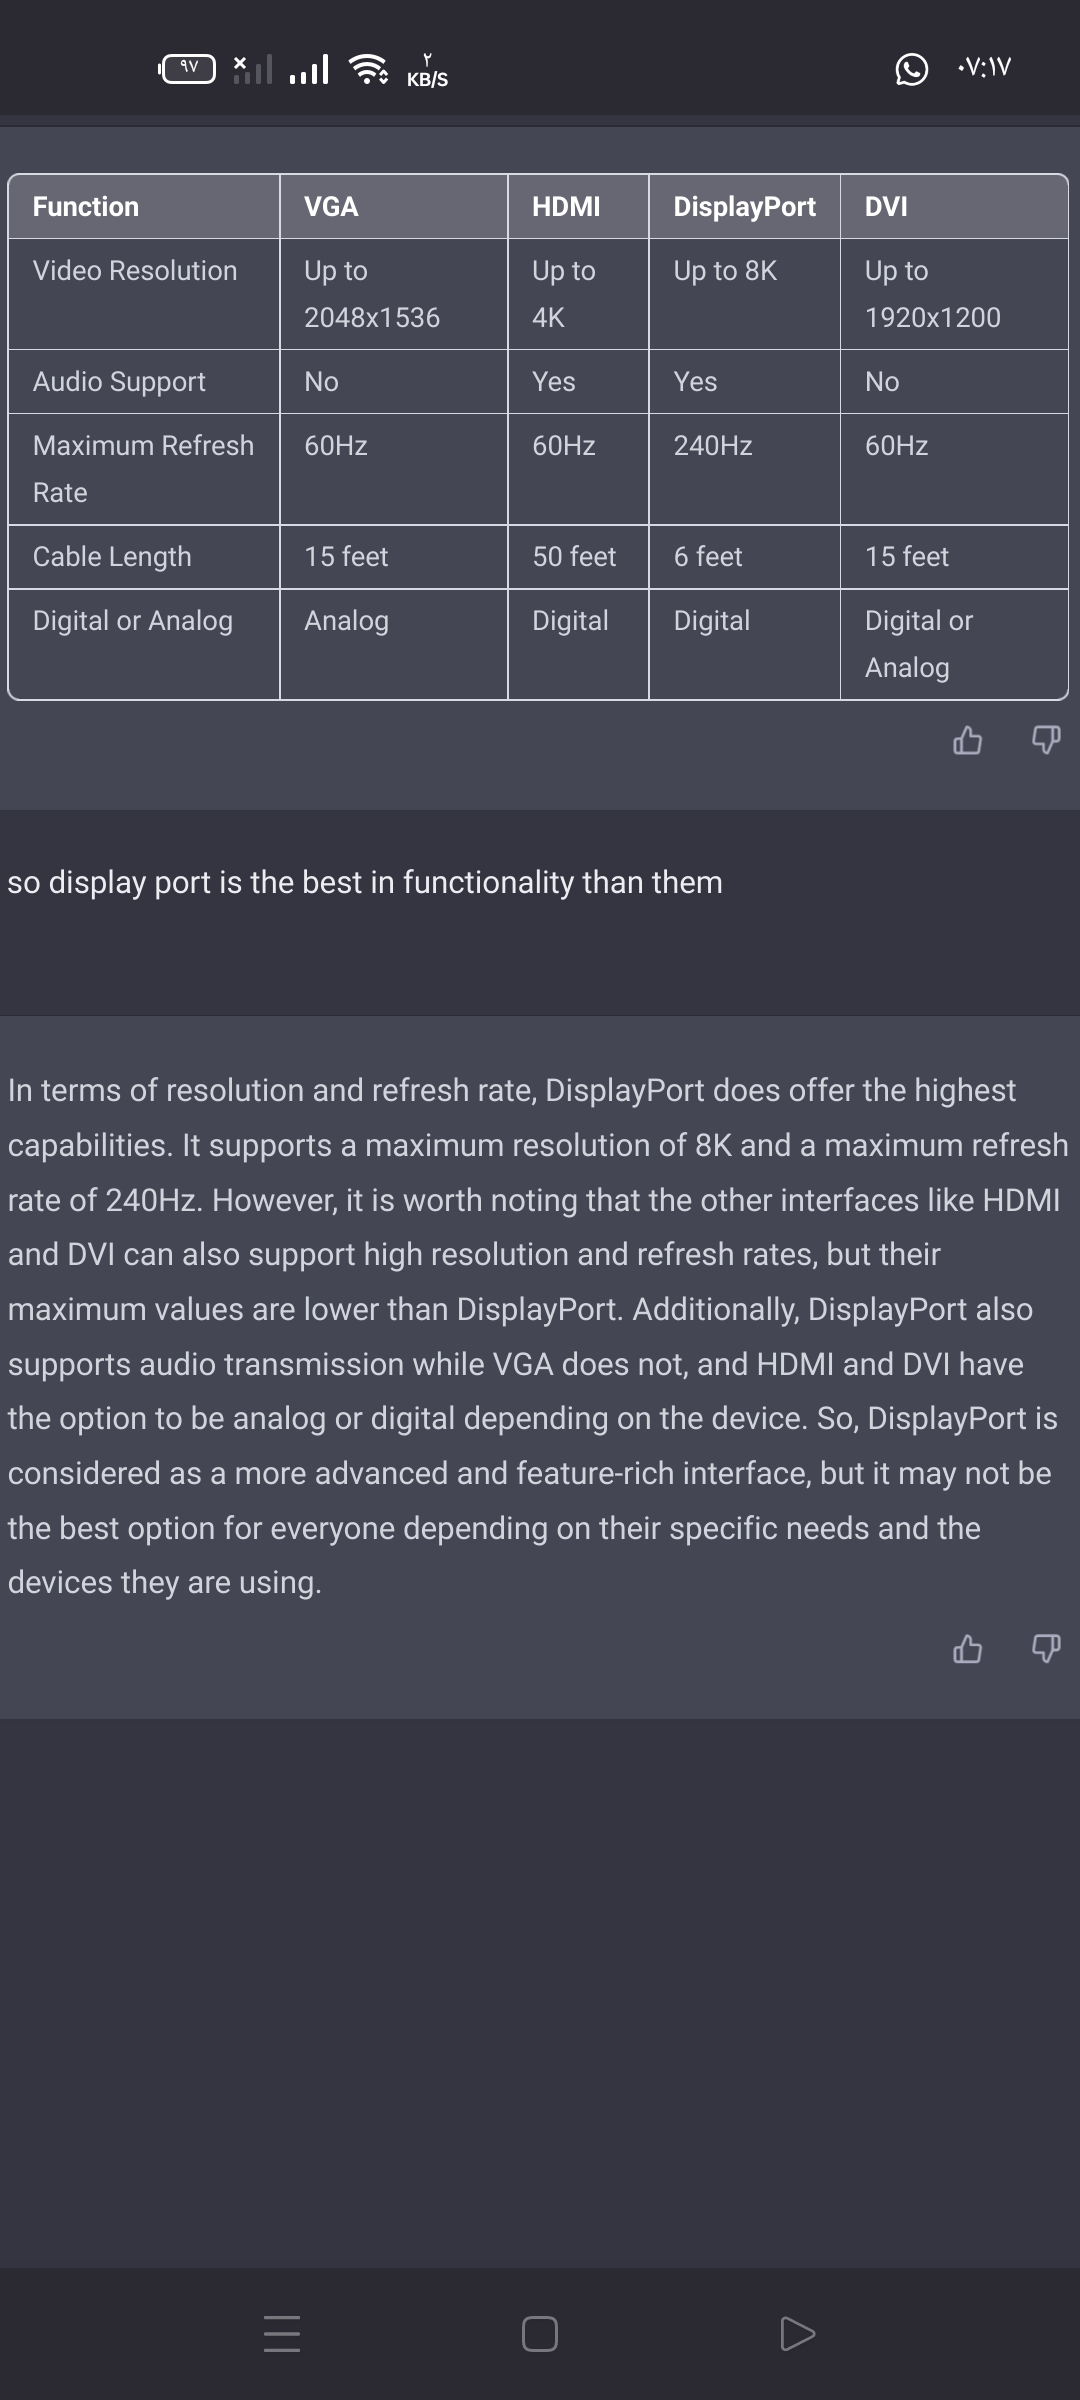 ٩٧ ٢ KB/S ٠٧:١٧
Function VGA HDMI DisplayPort DVI
Video Resolution Up to 2048x1536 Up to 4K Up to 8K Up to 1920x1200
Audio Support No Yes Yes No
Maximum Refresh Rate 60Hz 60Hz 240Hz 60Hz
Cable Length 15 feet 50 feet 6 feet 15 feet
Digital or Analog Analog Digital Digital Digital or Analog
so display port is the best in functionality than them
In terms of resolution and refresh rate, DisplayPort does offer the highest
capabilities. It supports a maximum resolution of 8K and a maximum refresh
rate of 240Hz. However, it is worth noting that the other interfaces like HDMI
and DVI can also support high resolution and refresh rates, but their
maximum values are lower than DisplayPort. Additionally, DisplayPort also
supports audio transmission while VGA does not, and HDMI and DVI have
the option to be analog or digital depending on the device. So, DisplayPort is
considered as a more advanced and feature-rich interface, but it may not be
the best option for everyone depending on their specific needs and the
devices they are using.